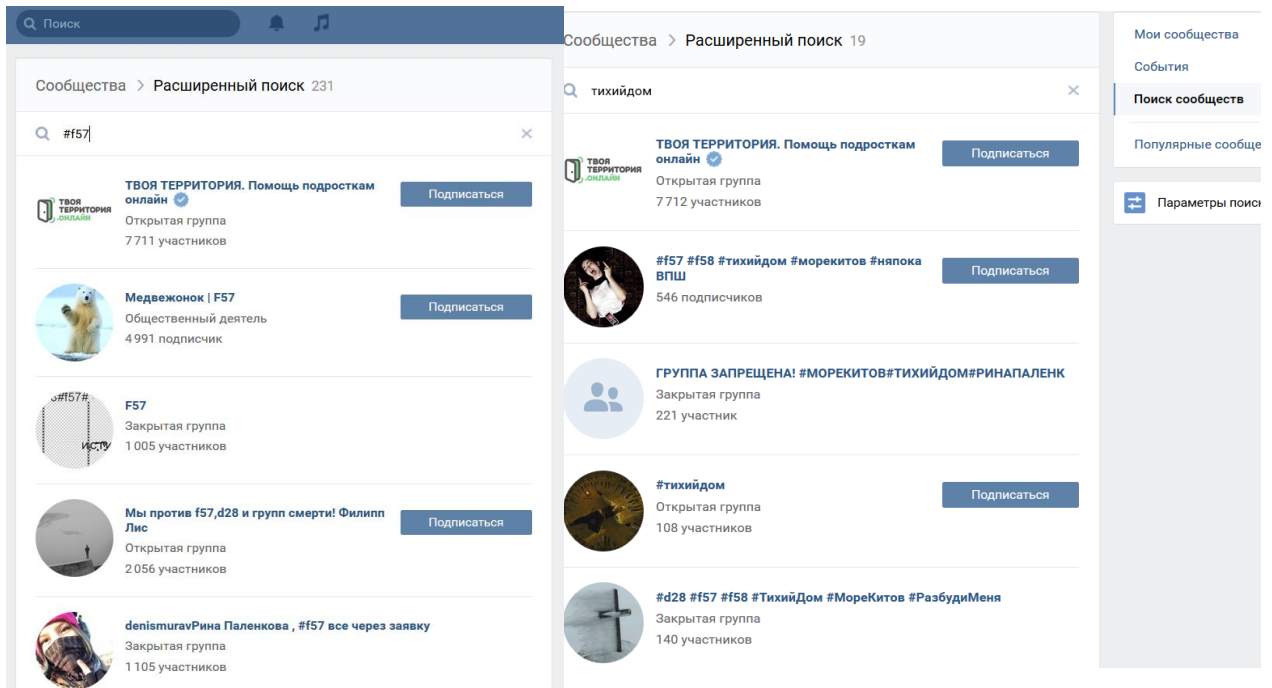 Поиск
Сообщества > Расширенный поиск 231
#f57
ТВОЯ
ТЕРРИТОРИЯ
.ОНЛАЙН
ТВОЯ ТЕРРИТОРИЯ. Помощь подросткам
онлайн
Открытая группа
7 711 участников
Подписаться
Медвежонок | F57
Общественный деятель
4 991 подписчик
Подписаться
#f57#
F57
Закрытая группа
1 005 участников
Мы против f57,d28 и групп смерти! Филипп
Лис
Открытая группа
2 056 участников
Подписаться
denismuravРина Паленкова , #f57 все через заявку
Закрытая группа
1 105 участников
Сообщества > Расширенный поиск 19
тихийдом
ТВОЯ
ТЕРРИТОРИЯ
.ОНЛАЙН
ТВОЯ ТЕРРИТОРИЯ. Помощь подросткам
онлайн
Открытая группа
7 712 участников
Подписаться
#f57 #f58 #тихийдом #морекитов #няпока
ВПШ
546 подписчиков
Подписаться
ГРУППА ЗАПРЕЩЕНА! #МОРЕКИТОВ#ТИХИЙДОМ#РИНАПАЛЕНК
Закрытая группа
221 участник
#тихийдом
Открытая группа
108 участников
Подписаться
#d28 #f57 #f58 #ТихийДом #МореКитов #РазбудиМеня
Закрытая группа
140 участников
Мои сообщества
События
Поиск сообществ
Популярные сообще
Параметры поиск